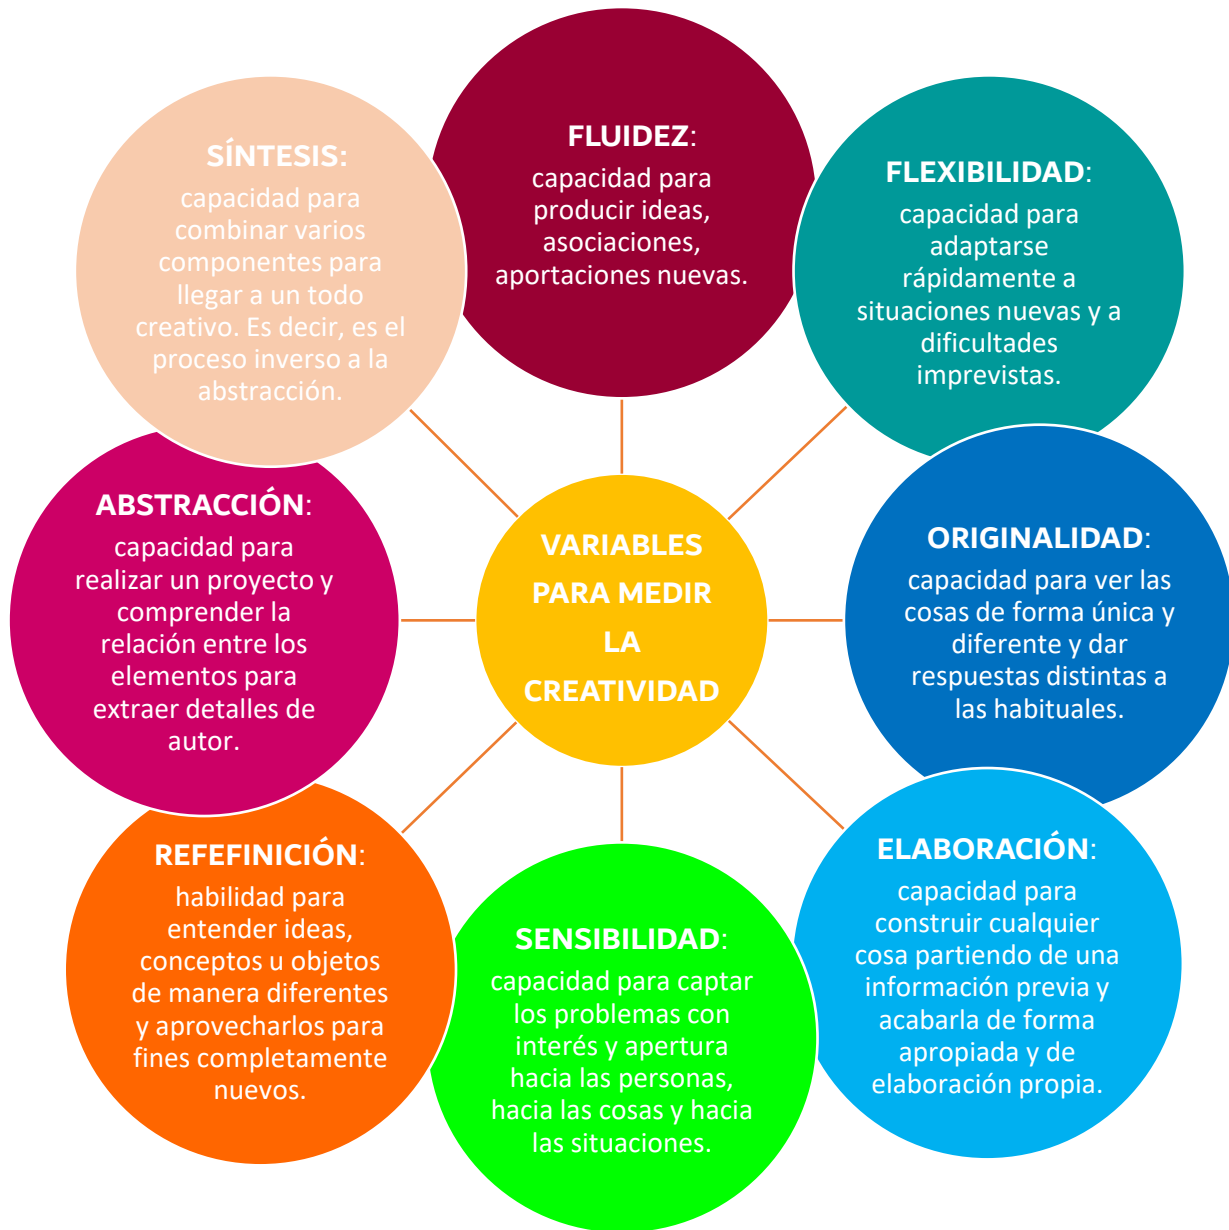 FLUIDEZ:
capacidad para
producir ideas,
asociaciones,
aportaciones nuevas.
FLEXIBILIDAD:
capacidad para
adaptarse
rápidamente a
situaciones nuevas y a
dificultades
imprevistas.
ORIGINALIDAD:
capacidad para ver las
cosas de forma única y
diferente y dar
respuestas distintas a
las habituales.
ELABORACIÓN:
capacidad para
construir cualquier
cosa partiendo de una
información previa y
acabarla de forma
apropiada y de
elaboración propia.
SENSIBILIDAD:
capacidad para captar
los problemas con
interés y apertura
hacia las personas,
hacia las cosas y hacia
las situaciones.
REFEFINICIÓN:
habilidad para
entender ideas,
conceptos u objetos
de manera diferentes
y aprovecharlos para
fines completamente
nuevos.
ABSTRACCIÓN:
capacidad para
realizar un proyecto y
comprender la
relación entre los
elementos para
extraer detalles de
autor.
SÍNTESIS:
capacidad para
combinar varios
componentes para
llegar a un todo
creativo. Es decir, es el
proceso inverso a la
abstracción.
VARIABLES
PARA MEDIR
LA
CREATIVIDAD